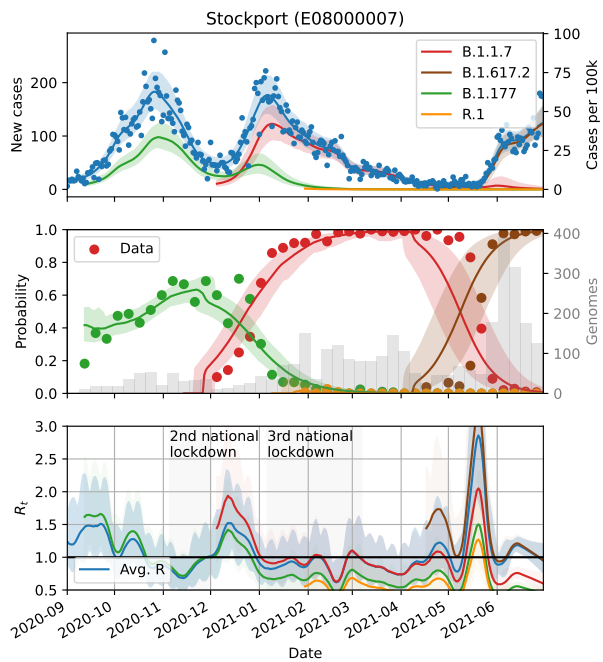 Stockport (E08000007)
New cases
200
100
0
B.1.1.7
B.1.617.2
B.1.177
R.1
100
75
50
25
0
Cases per 100k
Probability
1.0
0.8
0.6
0.4
0.2
0.0
Data
400
300
200
100
0
Genomes
R_t
3.0
2.5
2.0
1.5
1.0
0.5
2nd national
lockdown
3rd national
lockdown
Avg. R
2020-09
2020-10
2020-11
2020-12
2021-01
2021-02
2021-03
2021-04
2021-05
2021-06
Date